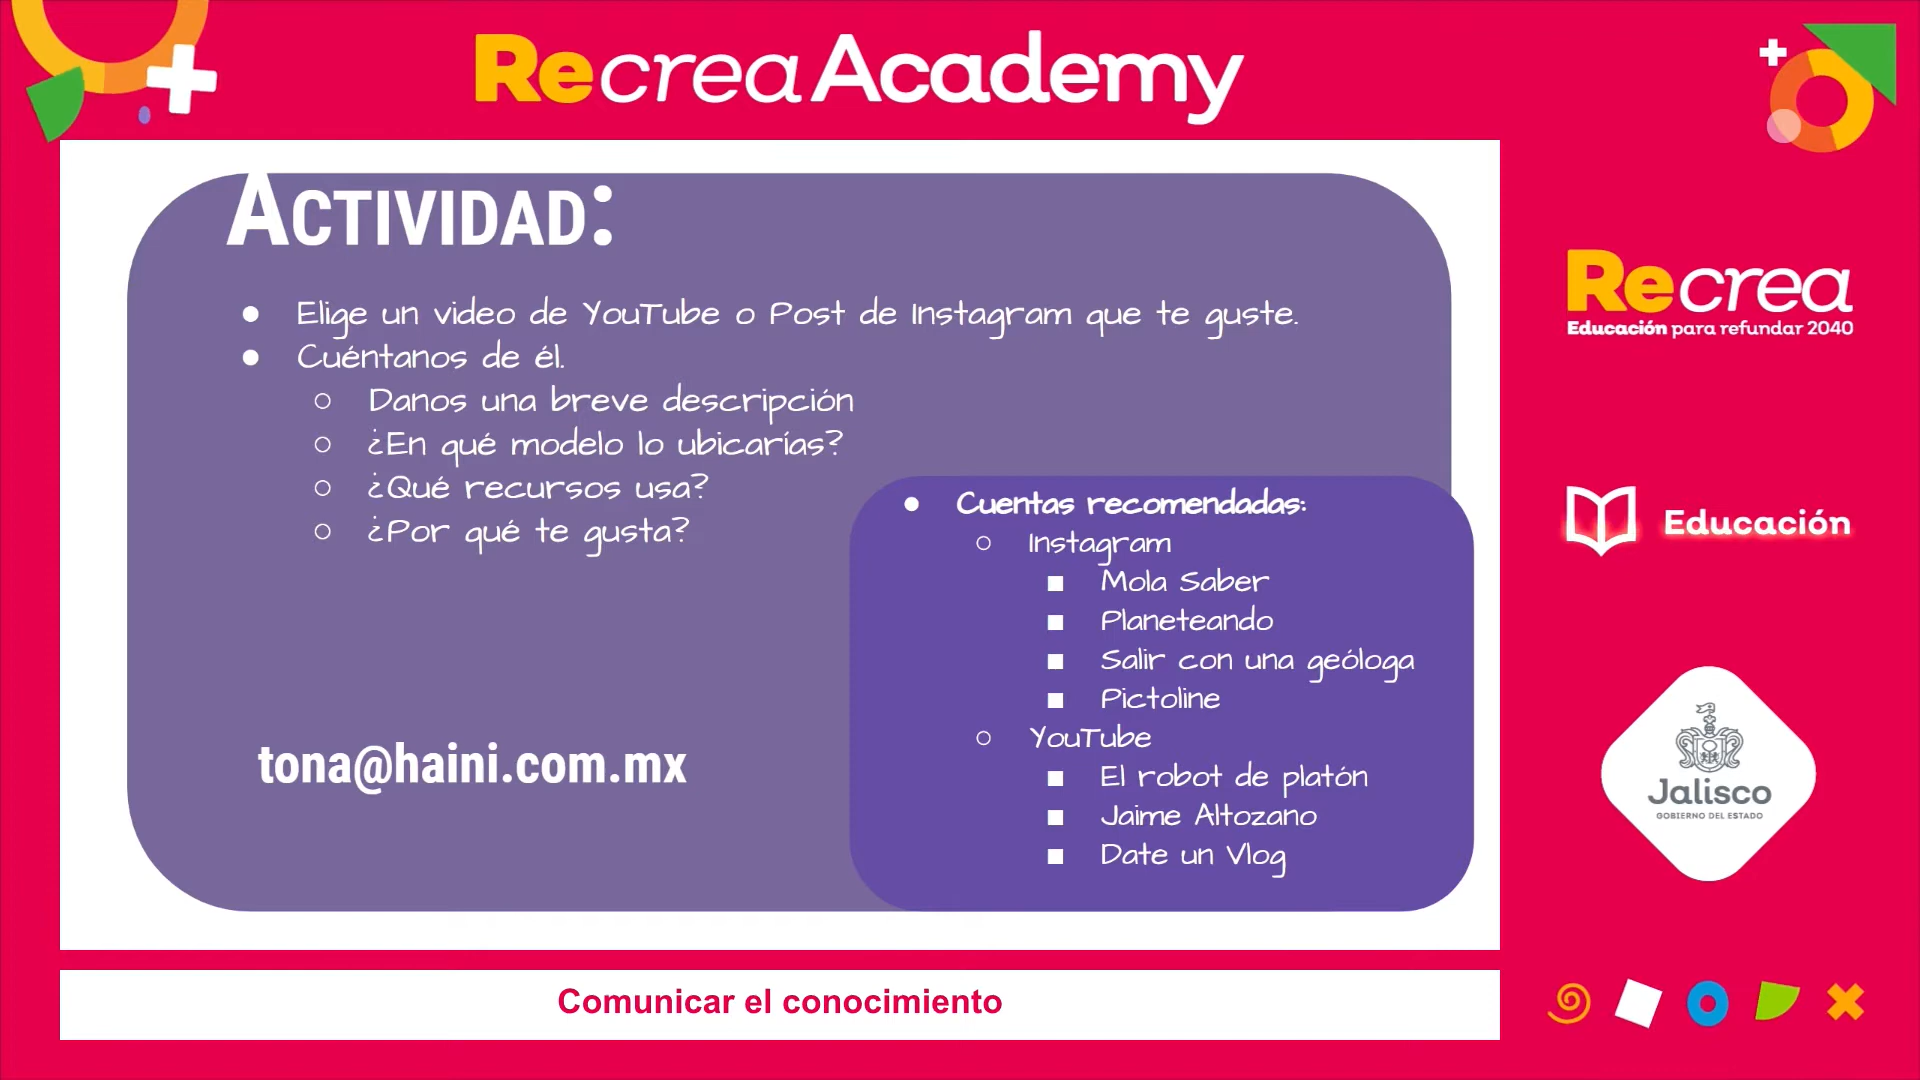 Recrea Academy
ACTIVIDAD:
● Elige un video de YouTube o Post de Instagram que te guste.
● Cuéntanos de él.
○ Danos una breve descripción
○ ¿En qué modelo lo ubicarías?
○ ¿Qué recursos usa?
○ ¿Por qué te gusta?
tona@haini.com.mx
● Cuentas recomendadas:
○ Instagram
■ Mola Saber
■ Planeteando
■ Salir con una geóloga
■ Pictoline
○ YouTube
■ El robot de platón
■ Jaime Altozano
■ Date un Vlog
Recrea
Educación para refundar 2040
Educación
Jalisco
GOBIERNO DEL ESTADO
Comunicar el conocimiento